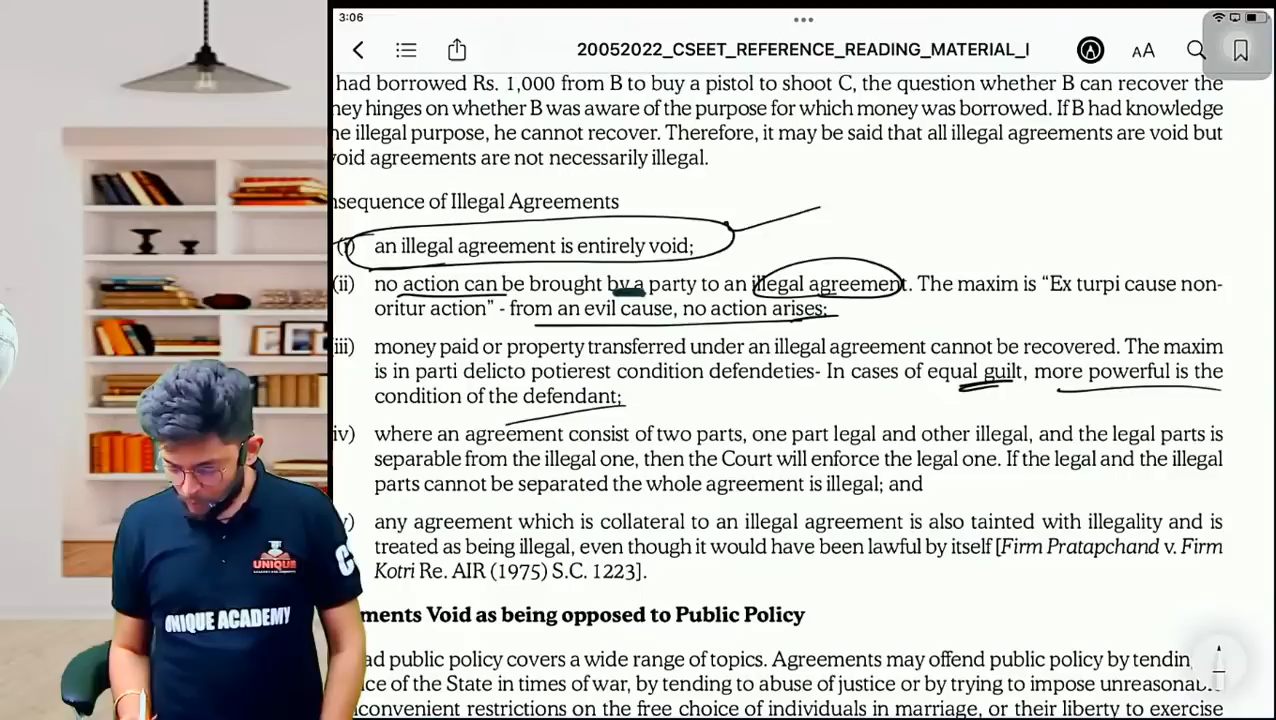 3:06
20052022_CSEET_REFERENCE_READING_MATERIAL_I
AA
had borrowed Rs. 1,000 from B to buy a pistol to shoot C, the question whether B can recover the
ney hinges on whether B was aware of the purpose for which money was borrowed. If B had knowledge
he illegal purpose, he cannot recover. Therefore, it may be said that all illegal agreements are void but
void agreements are not necessarily illegal.
nsequence of Illegal Agreements
(i) an illegal agreement is entirely void;
(ii) no action can be brought by a party to an illegal agreement. The maxim is “Ex turpi cause non-
oritur action” - from an evil cause, no action arises;
iii) money paid or property transferred under an illegal agreement cannot be recovered. The maxim
is in parti delicto potierest condition defendeties- In cases of equal guilt, more powerful is the
condition of the defendant;
iv) where an agreement consist of two parts, one part legal and other illegal, and the legal parts is
separable from the illegal one, then the Court will enforce the legal one. If the legal and the illegal
parts cannot be separated the whole agreement is illegal; and
v) any agreement which is collateral to an illegal agreement is also tainted with illegality and is
treated as being illegal, even though it would have been lawful by itself [Firm Pratapchand v. Firm
Kotri Re. AIR (1975) S.C. 1223].
ments Void as being opposed to Public Policy
ad public policy covers a wide range of topics. Agreements may offend public policy by tending
ce of the State in times of war, by tending to abuse of justice or by trying to impose unreasonable
nconvenient restrictions on the free choice of individuals in marriage, or their liberty to exercise
UNIQUE
UNIQUE ACADEMY